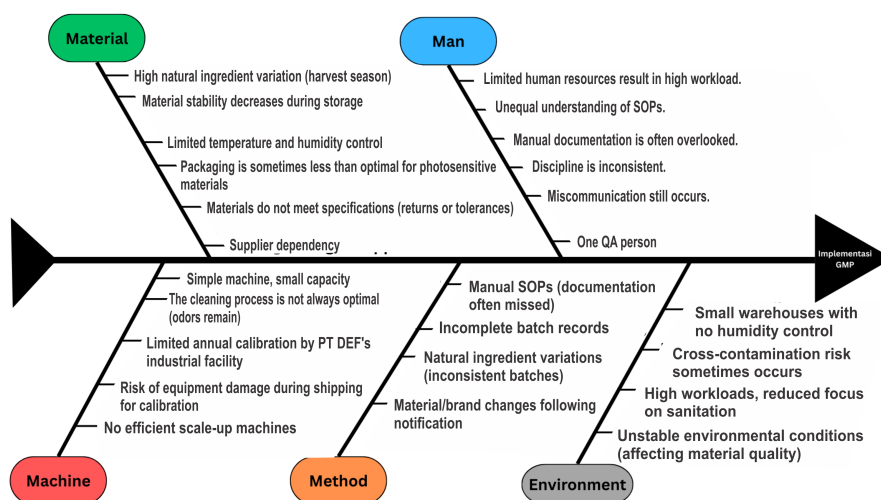 Material
High natural ingredient variation (harvest season)
Material stability decreases during storage
Limited temperature and humidity control
Packaging is sometimes less than optimal for photosensitive
materials
Materials do not meet specifications (returns or tolerances)
Supplier dependency
Man
Limited human resources result in high workload.
Unequal understanding of SOPs.
Manual documentation is often overlooked.
Discipline is inconsistent.
Miscommunication still occurs.
One QA person
Implementasi
GMP
Simple machine, small capacity
The cleaning process is not always optimal
(odors remain)
Limited annual calibration by PT DEF's
industrial facility
Risk of equipment damage during shipping
for calibration
No efficient scale-up machines
Machine
Manual SOPs (documentation
often missed)
Incomplete batch records
Natural ingredient variations
(inconsistent batches)
Material/brand changes following
notification
Method
Small warehouses with
no humidity control
Cross-contamination risk
sometimes occurs
High workloads, reduced focus
on sanitation
Unstable environmental conditions
(affecting material quality)
Environment